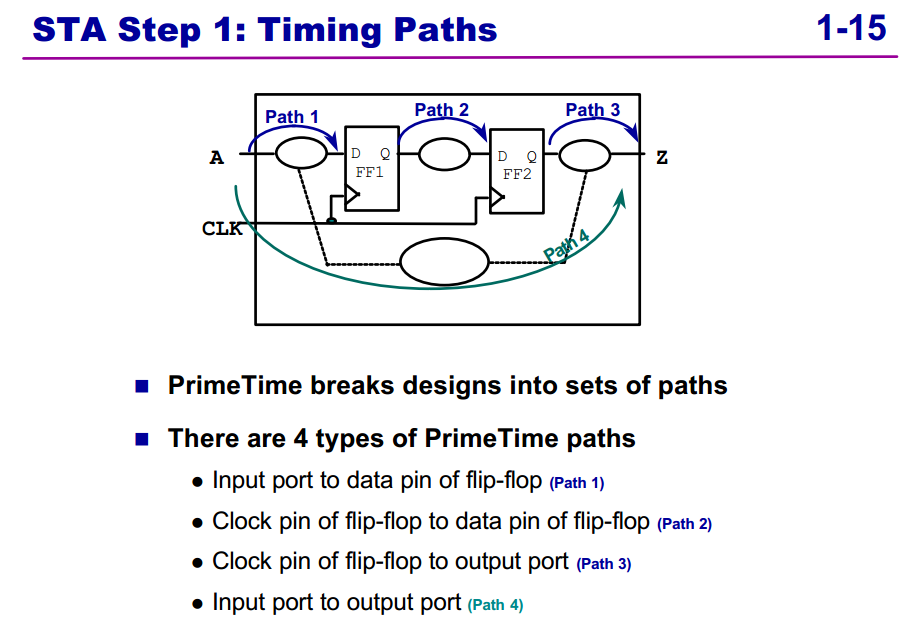 STA Step 1: Timing Paths
1-15
Path 1
Path 2
Path 3
A
D Q
FF1
D Q
FF2
Z
CLK
Path 4
PrimeTime breaks designs into sets of paths
There are 4 types of PrimeTime paths
Input port to data pin of flip-flop (Path 1)
Clock pin of flip-flop to data pin of flip-flop (Path 2)
Clock pin of flip-flop to output port (Path 3)
Input port to output port (Path 4)